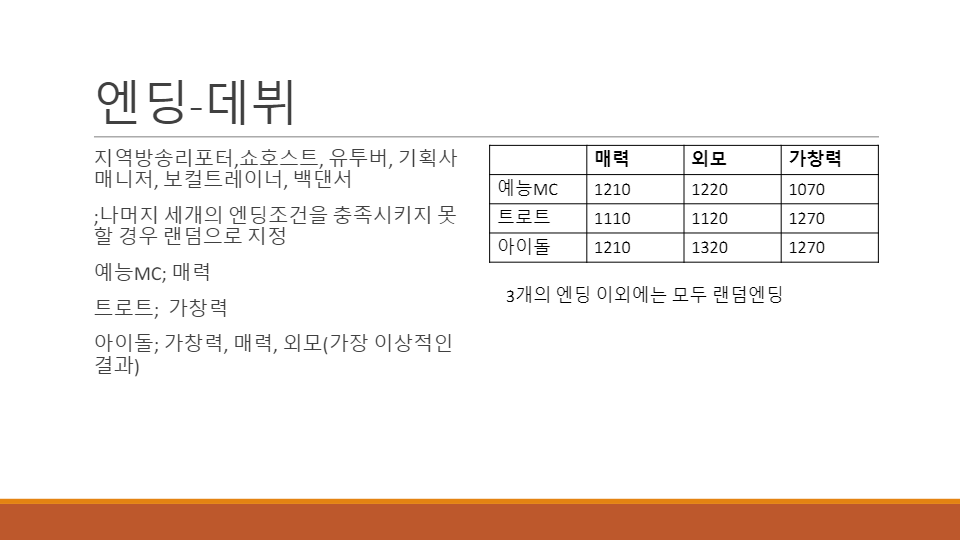 엔딩-데뷔
지역방송리포터,쇼호스트, 유투버, 기획사
매니저, 보컬트레이너, 백댄서
;나머지 세개의 엔딩조건을 충족시키지 못
할 경우 랜덤으로 지정
예능MC; 매력
트로트;  가창력
아이돌; 가창력, 매력, 외모(가장 이상적인
결과)
매력 외모 가창력
예능MC 1210 1220 1070
트로트 1110 1120 1270
아이돌 1210 1320 1270
3개의 엔딩 이외에는 모두 랜덤엔딩